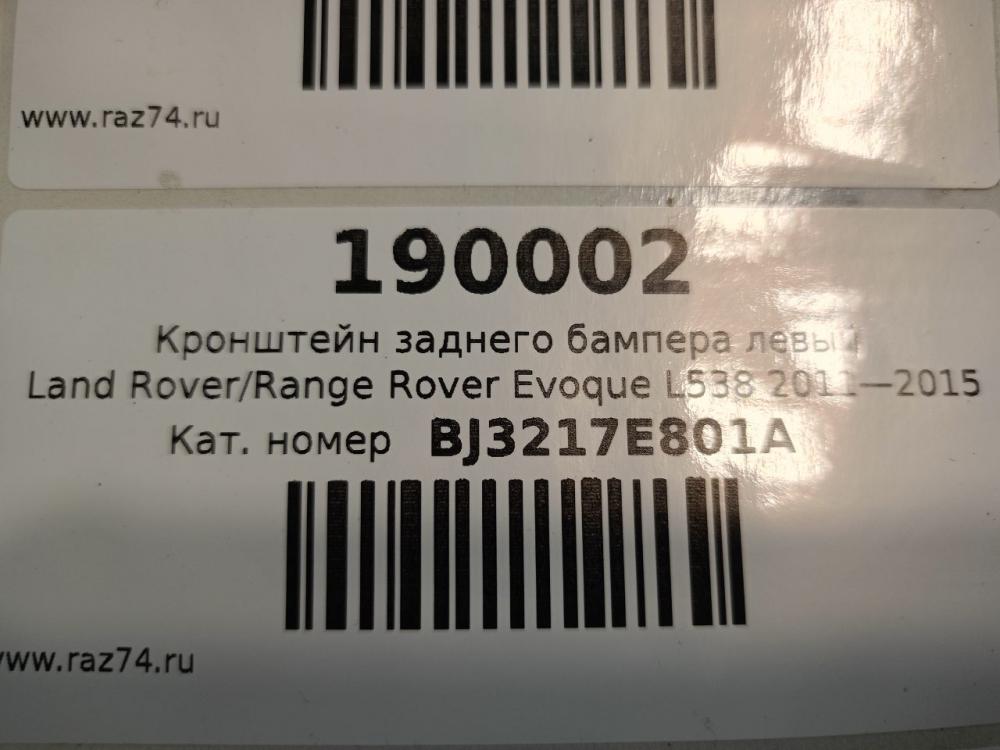 www.raz74.ru
190002
Кронштейн заднего бампера левый
Land Rover/Range Rover Evoque L538 2011—2015
Кат. номер BJ3217E801A
www.raz74.ru